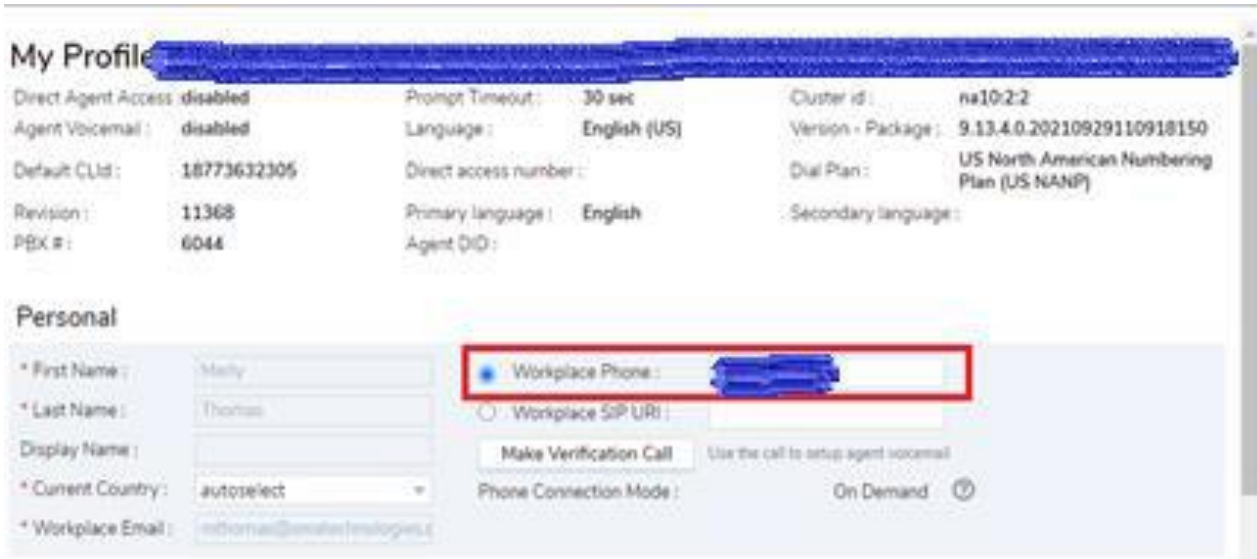 My Profile
Direct Agent Access: disabled Prompt Timeout: 30 sec Cluster id: na10:2:2
Agent Voicemail: disabled Language: English (US) Version - Package: 9.13.4.0.20210929110918150
Default CLId: 18773632305 Direct access number: Dial Plan: US North American Numbering
Plan (US NANP)
Revision: 11368 Primary language: English Secondary language:
PBX #: 6044 Agent DID:
Personal
* First Name: Workplace Phone:
* Last Name: Thomas Workplace SIP URI:
Display Name: Make Verification Call Use the call to setup agent voicemail
* Current Country: autoselect Phone Connection Mode: On Demand ?
* Workplace Email: